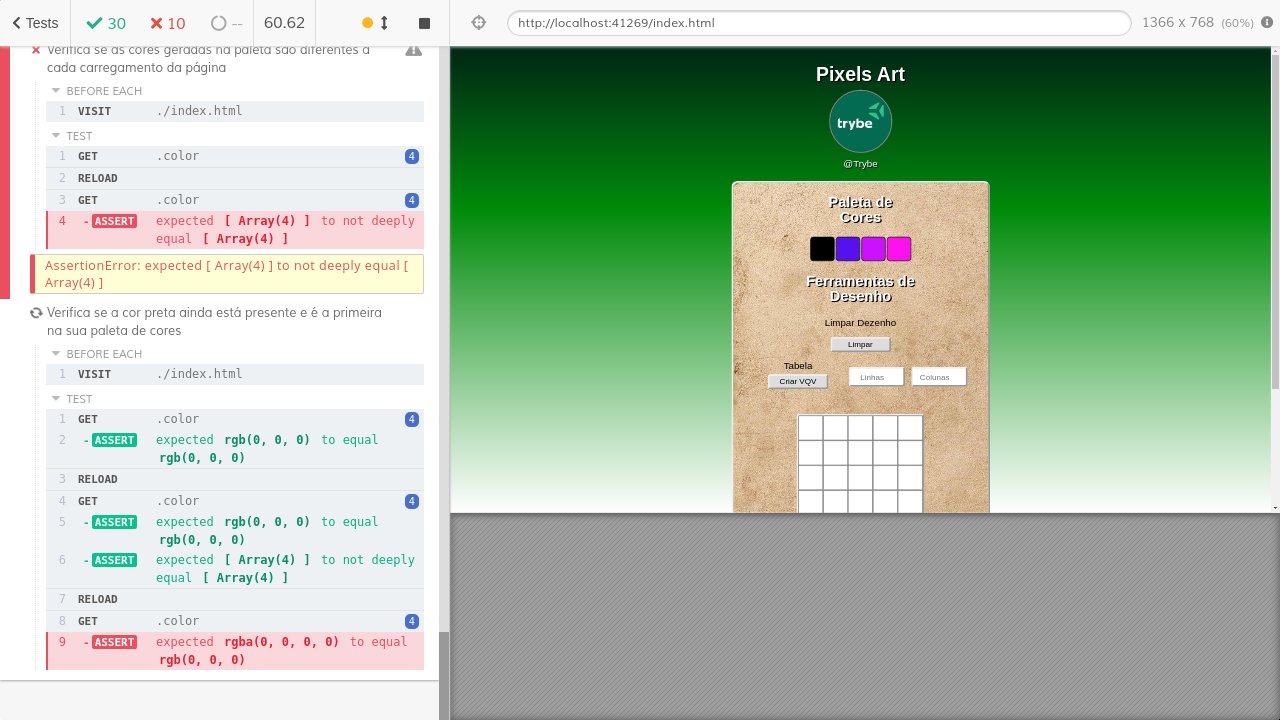 Tests
30
10
--
60.62
http://localhost:41269/index.html
1366 x 768 (60%)
Verifica se as cores geradas na paleta são diferentes a
cada carregamento da página
BEFORE EACH
1 VISIT ./index.html
TEST
1 GET .color 4
2 RELOAD
3 GET .color 4
4 -ASSERT expected [ Array(4) ] to not deeply
equal [ Array(4) ]
AssertionError: expected [ Array(4) ] to not deeply equal [
Array(4) ]
Verifica se a cor preta ainda está presente e é a primeira
na sua paleta de cores
BEFORE EACH
1 VISIT ./index.html
TEST
1 GET .color 4
2 -ASSERT expected rgb(0, 0, 0) to equal
rgb(0, 0, 0)
3 RELOAD
4 GET .color 4
5 -ASSERT expected rgb(0, 0, 0) to equal
rgb(0, 0, 0)
6 -ASSERT expected [ Array(4) ] to not deeply
equal [ Array(4) ]
7 RELOAD
8 GET .color 4
9 -ASSERT expected rgba(0, 0, 0, 0) to equal
rgb(0, 0, 0)
Pixels Art
trybe
@Trybe
Paleta de
Cores
Ferramentas de
Desenho
Limpar Dezenho
Limpar
Tabela
Criar VQV
Linhas
Colunas